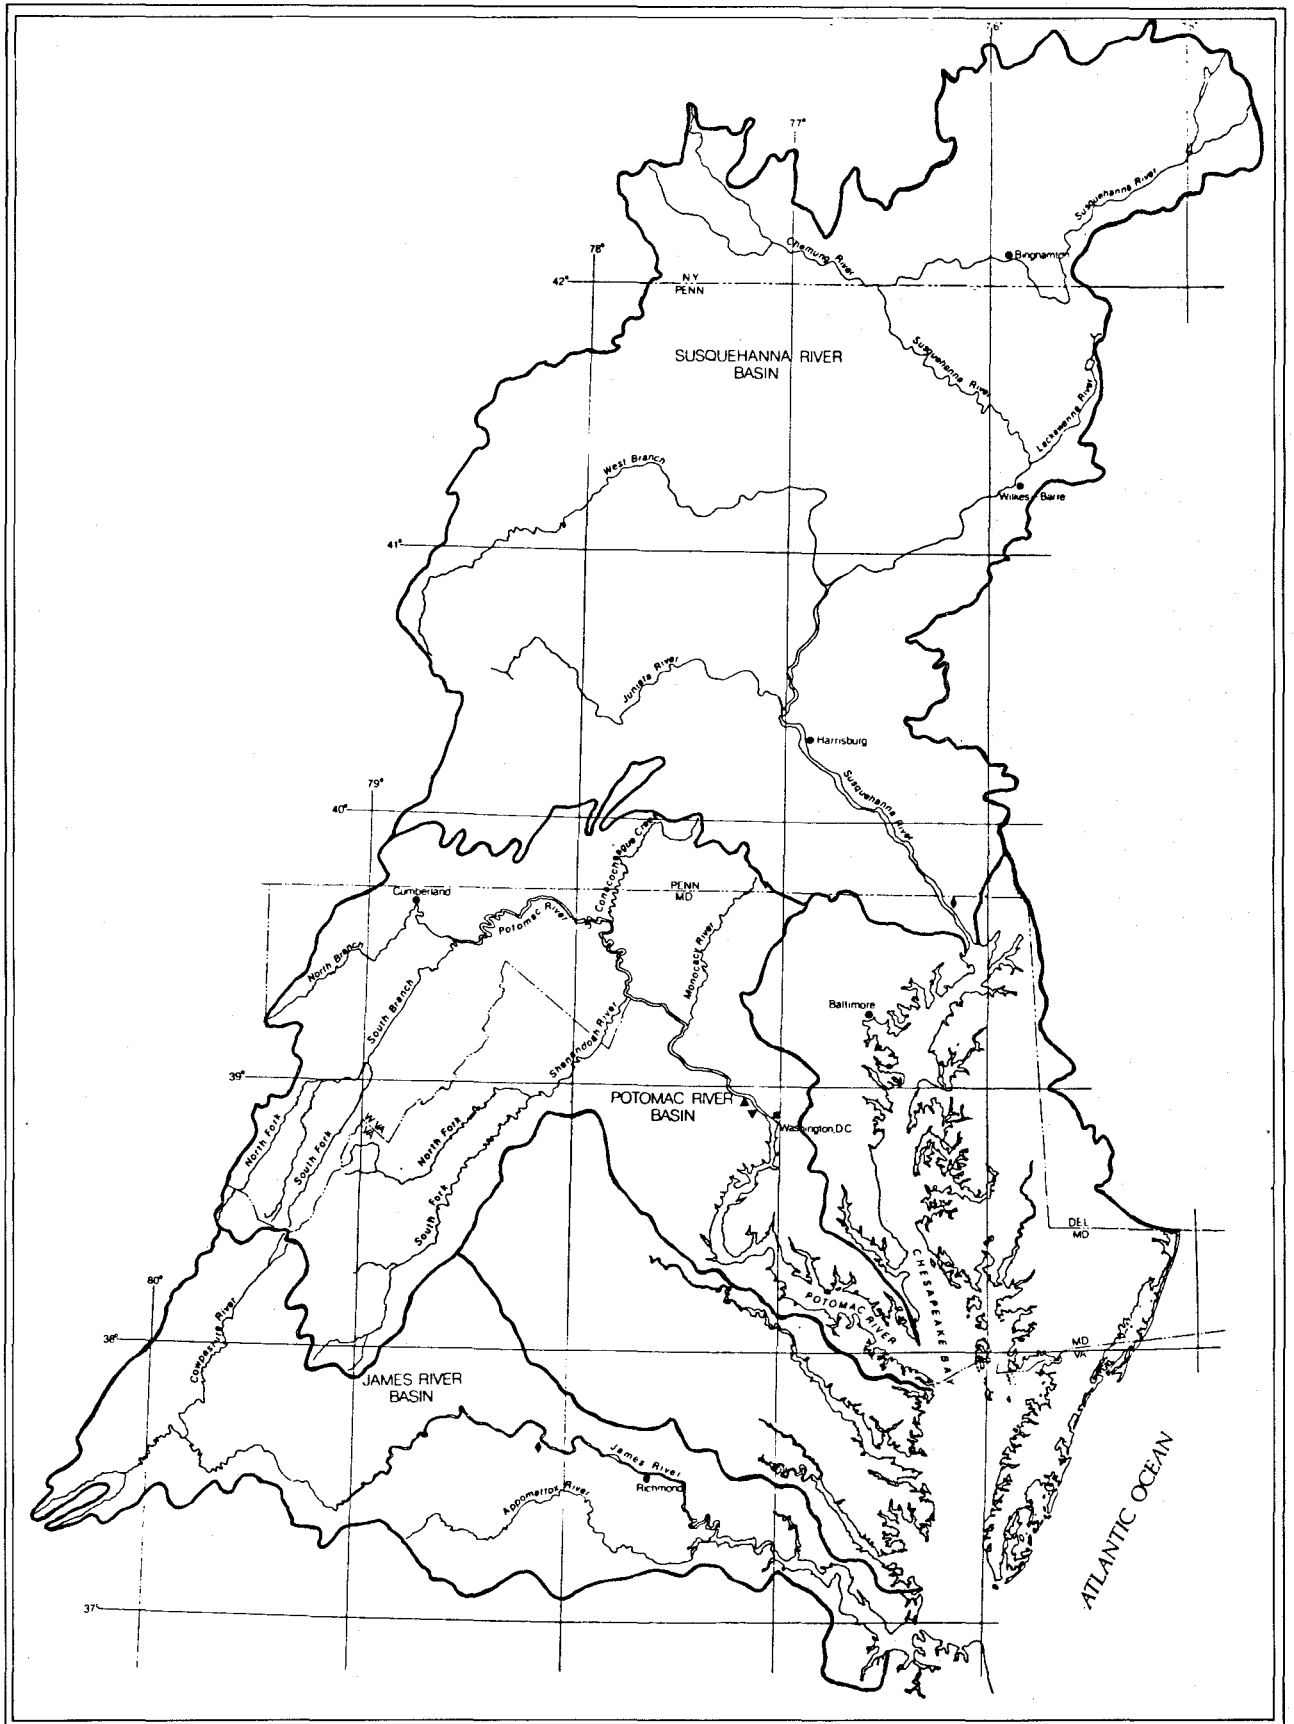 76°
77°
Susquehanna River
78°
Chemung River
Binghamton
42°
N.Y.
PENN
SUSQUEHANNA RIVER
BASIN
Susquehanna River
Lackawanna River
West Branch
Wilkes-Barre
41°
Juniata River
Harrisburg
79°
40°
Susquehanna River
Conococheague Creek
PENN
MD
Cumberland
Potomac River
North Branch
Monocacy River
South Branch
Baltimore
Shenandoah River
39°
POTOMAC RIVER
BASIN
Washington, D.C.
W.VA.
VA.
North Fork
South Fork
North Fork
South Fork
DEL
MD
CHESAPEAKE BAY
80°
POTOMAC RIVER
Cowpasture River
38°
MD
VA
JAMES RIVER
BASIN
James River
Richmond
Appomattox River
ATLANTIC OCEAN
37°